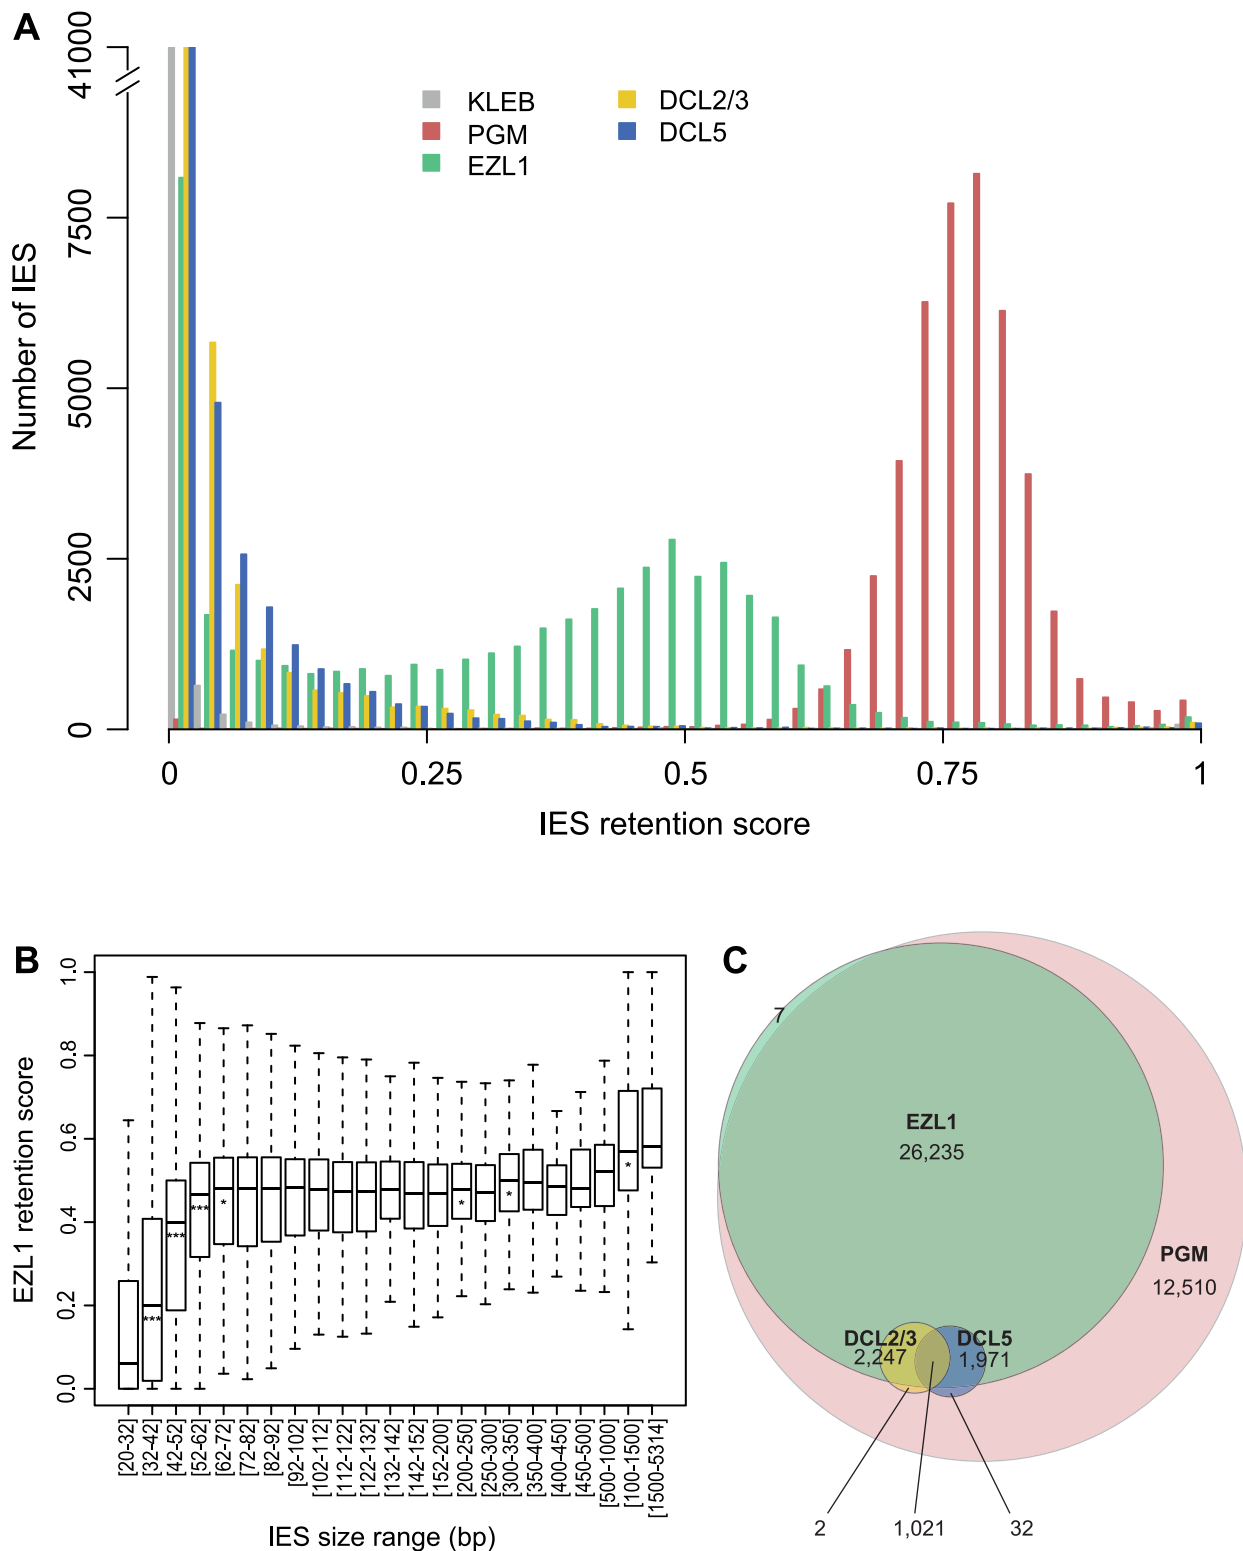 A
41000
7500
5000
2500
0
Number of IES
KLEB
PGM
EZL1
DCL2/3
DCL5
0 0.25 0.5 0.75 1
IES retention score
B
EZL1 retention score
1.0
0.8
0.6
0.4
0.2
0.0
***
***
***
*
*
*
*
[20-32]
[32-42]
[42-52]
[52-62]
[62-72]
[72-82]
[82-92]
[92-102]
[102-112]
[112-122]
[122-132]
[132-142]
[142-152]
[152-200]
[200-250]
[250-300]
[300-350]
[350-400]
[400-450]
[450-500]
[500-1000]
[100-1500]
[1500-5314]
IES size range (bp)
C
7
EZL1
26,235
PGM
12,510
DCL2/3
2,247
DCL5
1,971
2
1,021
32